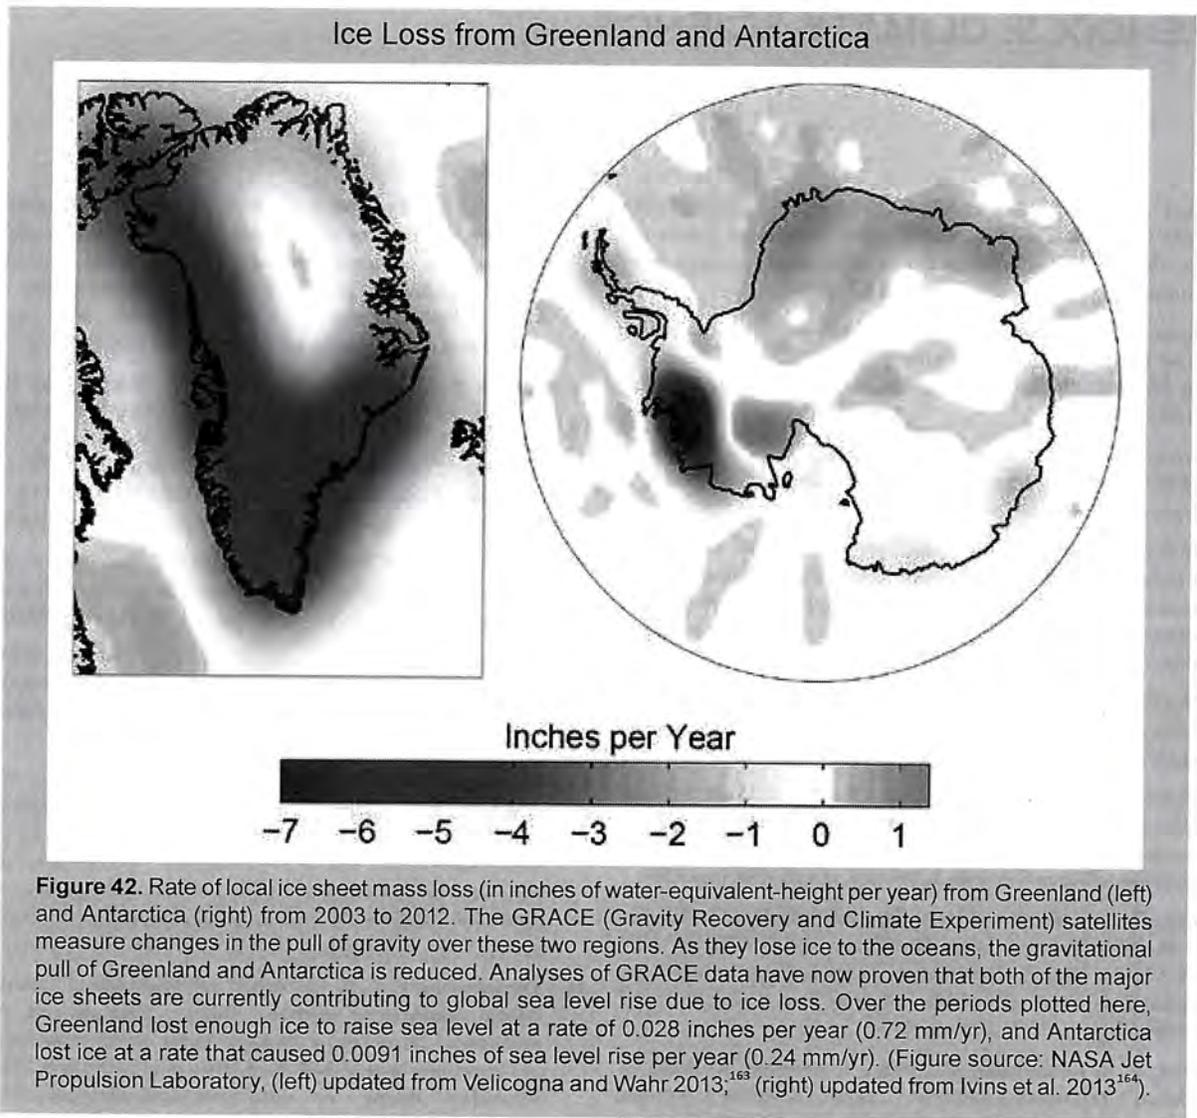 Ice Loss from Greenland and Antarctica
Inches per Year
−7 −6 −5 −4 −3 −2 −1 0 1
Figure 42. Rate of local ice sheet mass loss (in inches of water-equivalent-height per year) from Greenland (left)
and Antarctica (right) from 2003 to 2012. The GRACE (Gravity Recovery and Climate Experiment) satellites
measure changes in the pull of gravity over these two regions. As they lose ice to the oceans, the gravitational
pull of Greenland and Antarctica is reduced. Analyses of GRACE data have now proven that both of the major
ice sheets are currently contributing to global sea level rise due to ice loss. Over the periods plotted here,
Greenland lost enough ice to raise sea level at a rate of 0.028 inches per year (0.72 mm/yr), and Antarctica
lost ice at a rate that caused 0.0091 inches of sea level rise per year (0.24 mm/yr). (Figure source: NASA Jet
Propulsion Laboratory, (left) updated from Velicogna and Wahr 2013;163 (right) updated from Ivins et al. 2013164).